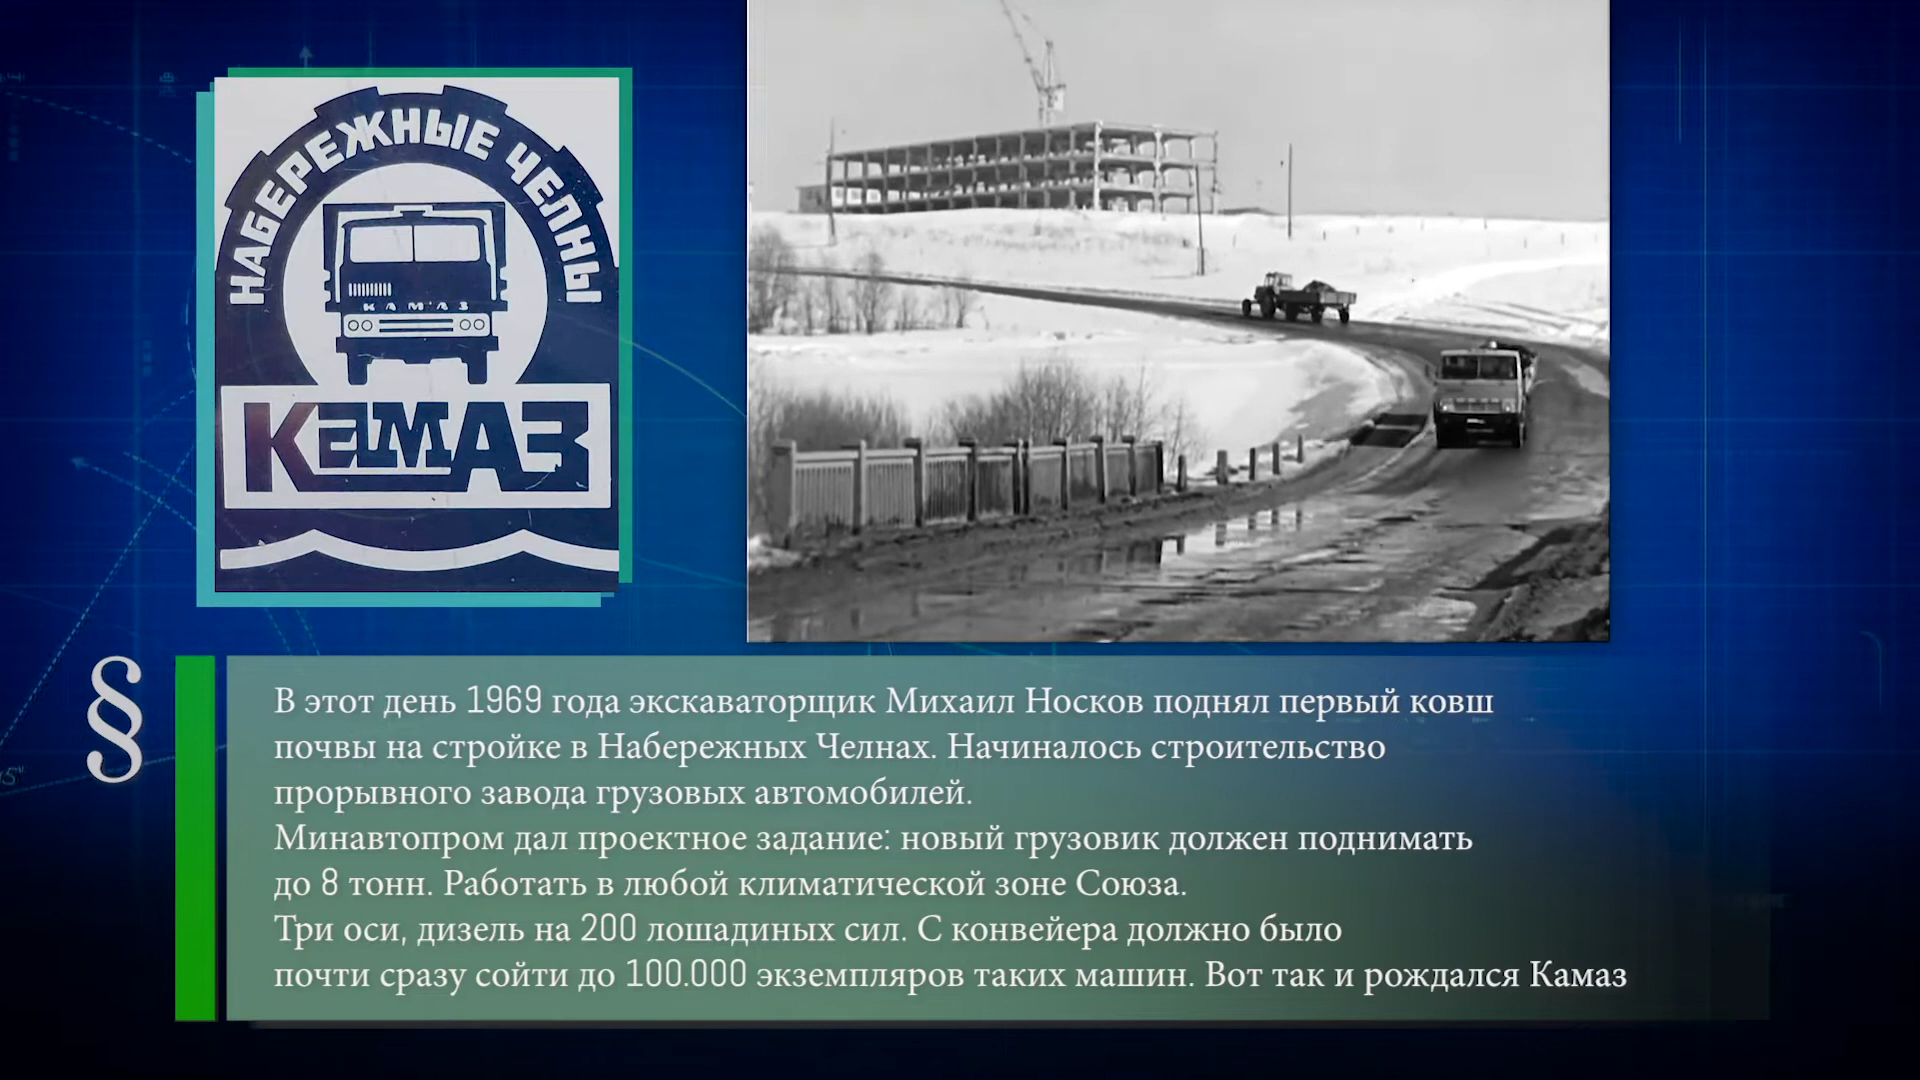 НАБЕРЕЖНЫЕ ЧЕЛНЫ
КАМАЗ
КамАЗ
§
В этот день 1969 года экскаваторщик Михаил Носков поднял первый ковш
почвы на стройке в Набережных Челнах. Начиналось строительство
прорывного завода грузовых автомобилей.
Минавтопром дал проектное задание: новый грузовик должен поднимать
до 8 тонн. Работать в любой климатической зоне Союза.
Три оси, дизель на 200 лошадиных сил. С конвейера должно было
почти сразу сойти до 100.000 экземпляров таких машин. Вот так и рождался Камаз